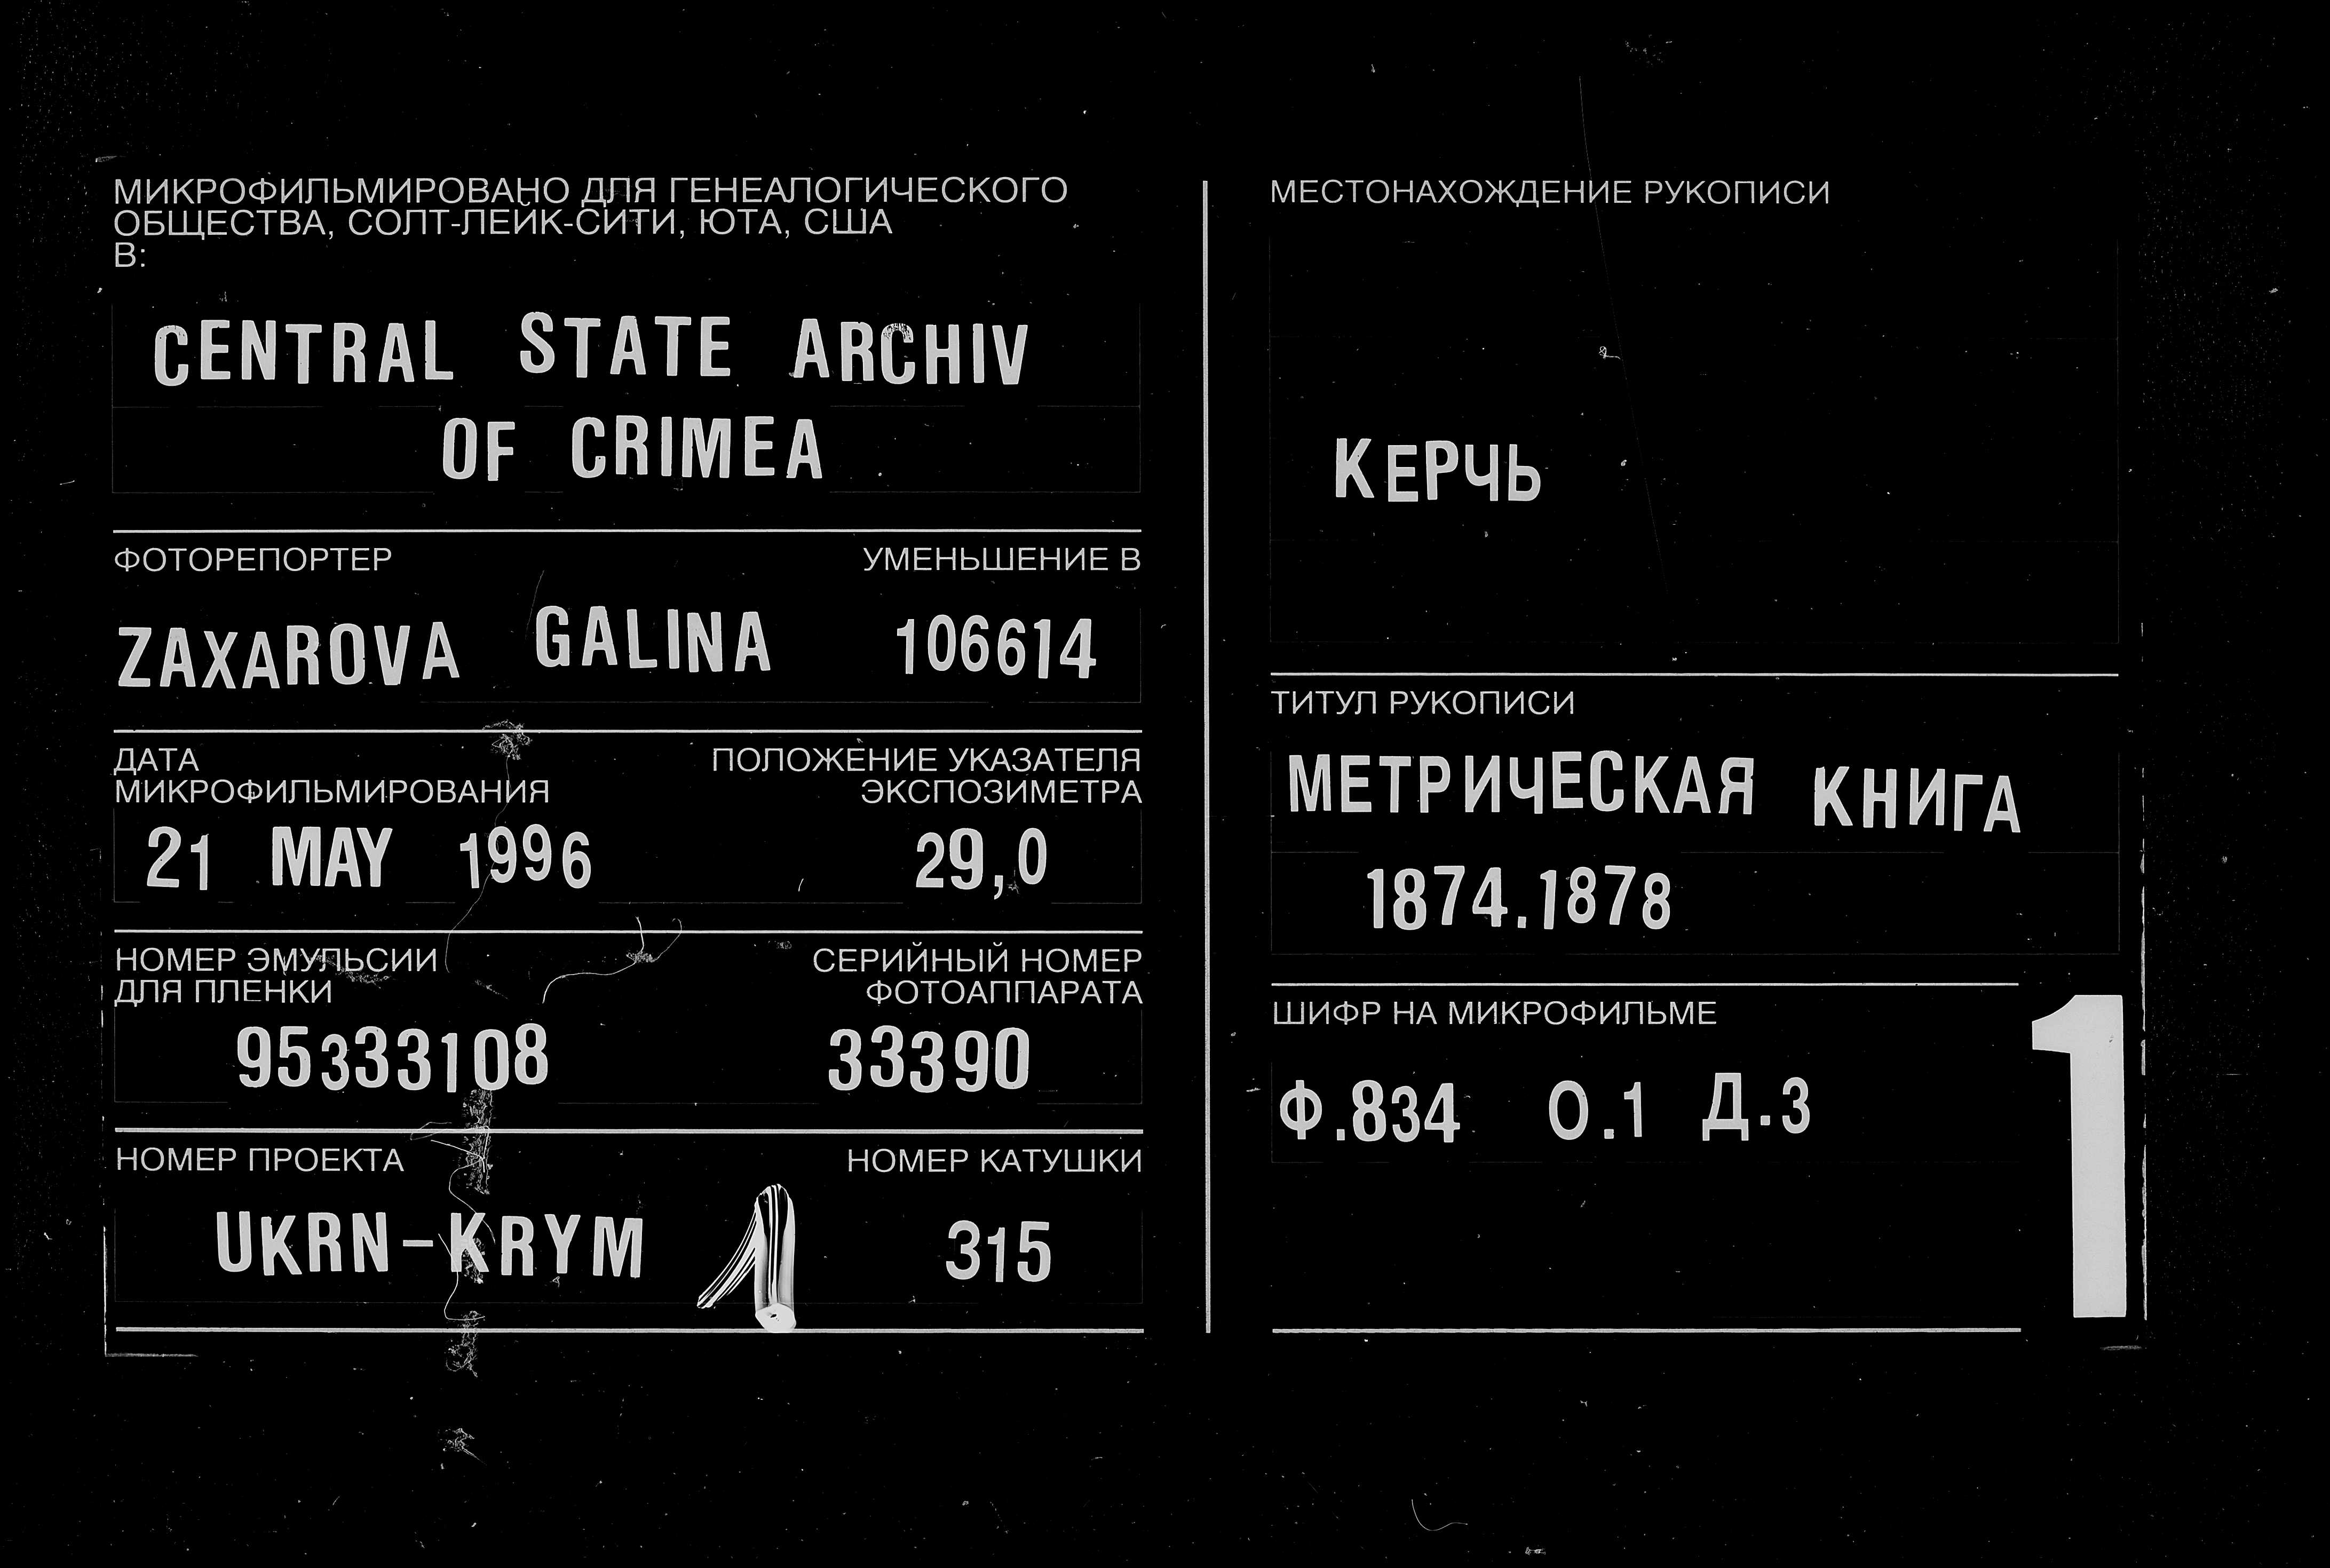 МИКРОФИЛЬМИРОВАНО ДЛЯ ГЕНЕАЛОГИЧЕСКОГО
ОБЩЕСТВА, СОЛТ-ЛЕЙК-СИТИ, ЮТА, США
В:
CENTRAL STATE ARCHIV
OF CRIMEA
ФОТОРЕПОРТЕР УМЕНЬШЕНИЕ В
ZAXAROVA GALINA 106614
ДАТА ПОЛОЖЕНИЕ УКАЗАТЕЛЯ
МИКРОФИЛЬМИРОВАНИЯ ЭКСПОЗИМЕТРА
21 MAY 1996 29,0
НОМЕР ЭМУЛЬСИИ СЕРИЙНЫЙ НОМЕР
ДЛЯ ПЛЕНКИ ФОТОАППАРАТА
95333108 33390
НОМЕР ПРОЕКТА НОМЕР КАТУШКИ
UKRN-KRYM 1 315
МЕСТОНАХОЖДЕНИЕ РУКОПИСИ
КЕРЧЬ
ТИТУЛ РУКОПИСИ
МЕТРИЧЕСКАЯ КНИГА
1874.1878
ШИФР НА МИКРОФИЛЬМЕ
Ф.834 О.1 Д.3
1